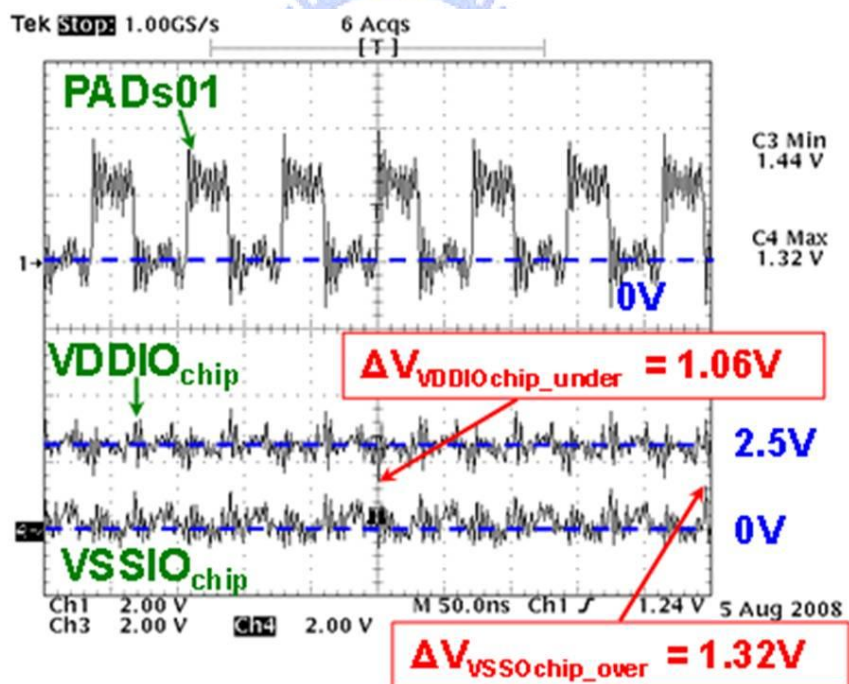 Tek Stop: 1.00GS/s 6 Acqs
[T]
PADs01
C3 Min
1.44 V
C4 Max
1.32 V
1→
0V
VDDIOchip
ΔVVDDIOchip_under = 1.06V
2.5V
0V
VSSIOchip
Ch1 2.00 V M 50.0ns Ch1 ∫ 1.24 V
5 Aug 2008
Ch3 2.00 V Ch4 2.00 V
ΔVVSSOchip_over = 1.32V